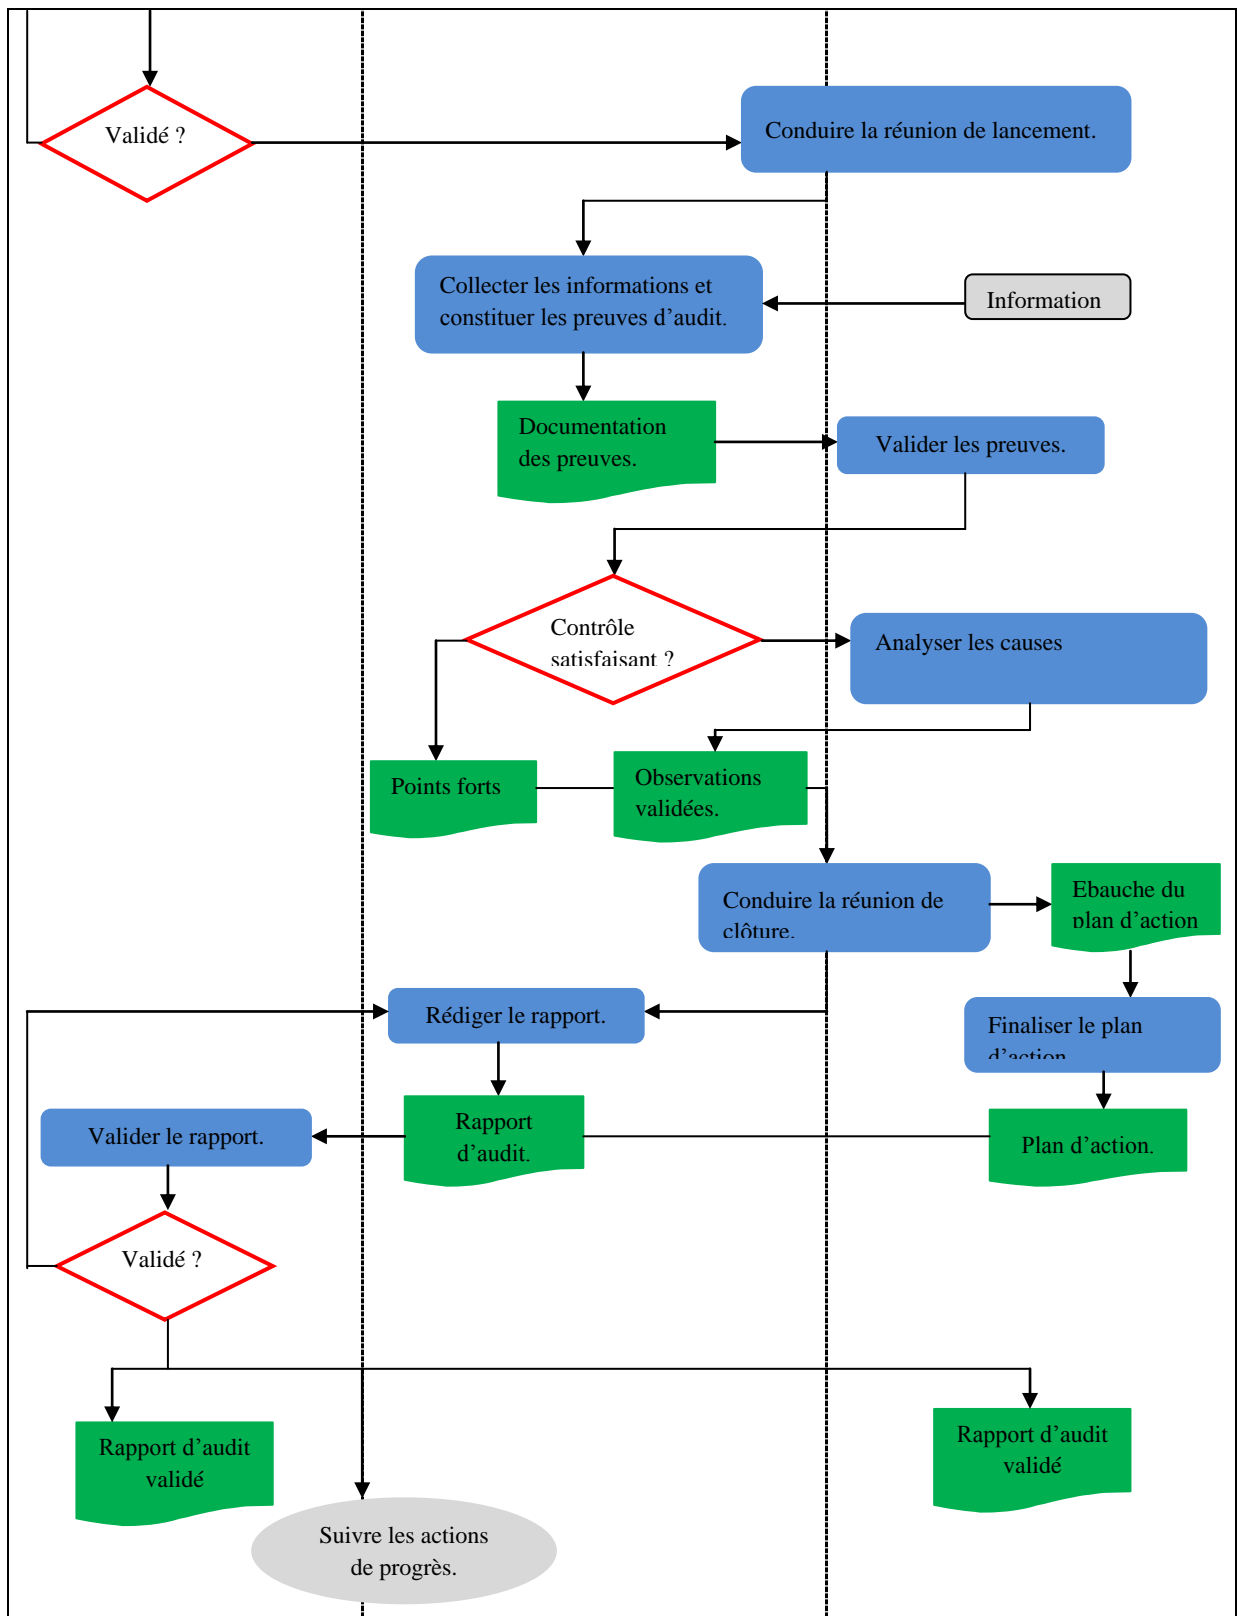 Validé ?
Conduire la réunion de lancement.
Collecter les informations et
constituer les preuves d’audit.
Information
Documentation
des preuves.
Valider les preuves.
Contrôle
satisfaisant ?
Analyser les causes
Points forts
Observations
validées.
Conduire la réunion de
clôture.
Ebauche du
plan d’action
Rédiger le rapport.
Finaliser le plan
d’action
Valider le rapport.
Rapport
d’audit.
Plan d’action.
Validé ?
Rapport d’audit
validé
Rapport d’audit
validé
Suivre les actions
de progrès.